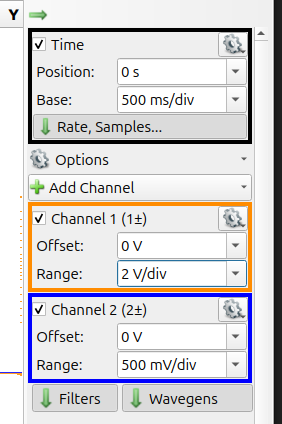 Y
Time
Position: 0 s
Base: 500 ms/div
Rate, Samples...
Options
Add Channel
Channel 1 (1±)
Offset: 0 V
Range: 2 V/div
Channel 2 (2±)
Offset: 0 V
Range: 500 mV/div
Filters Wavegens